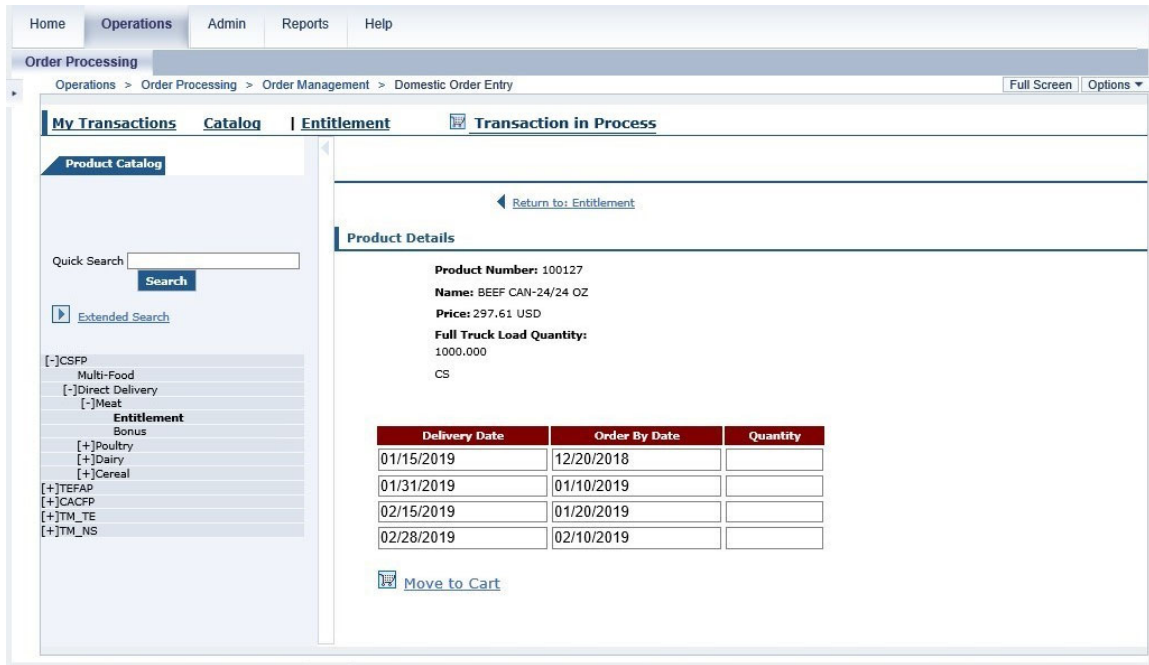 Home Operations Admin Reports Help
Order Processing
Operations > Order Processing > Order Management > Domestic Order Entry Full Screen Options
My Transactions Catalog | Entitlement Transaction in Process
Product Catalog
Return to: Entitlement
Product Details
Quick Search
Search
Extended Search
Product Number: 100127
Name: BEEF CAN-24/24 OZ
Price: 297.61 USD
Full Truck Load Quantity:
1000.000
CS
[-]CSFP
Multi-Food
[-]Direct Delivery
[-]Meat
Entitlement
Bonus
[+]Poultry
[+]Dairy
[+]Cereal
[+]TEFAP
[+]CACFP
[+]TM_TE
[+]TM_NS
Delivery Date Order By Date Quantity
01/15/2019 12/20/2018
01/31/2019 01/10/2019
02/15/2019 01/20/2019
02/28/2019 02/10/2019
Move to Cart